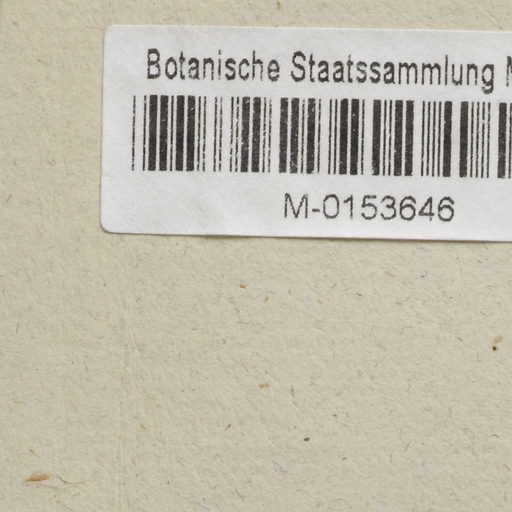 Botanische Staatssammlung
M-0153646